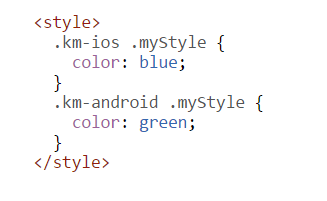 <style>
  .km-ios .myStyle {
    color: blue;
  }
  .km-android .myStyle {
    color: green;
  }
</style>